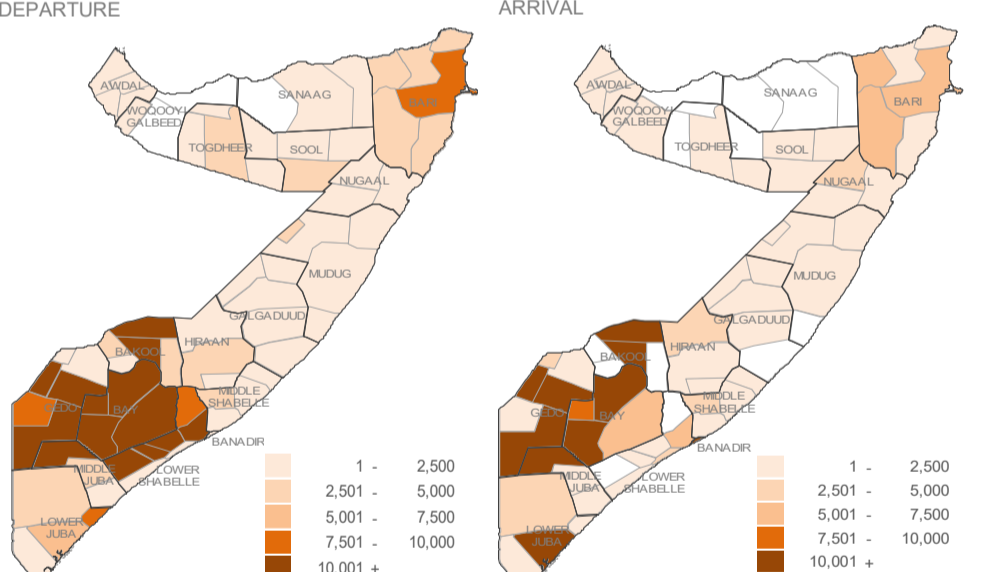 DEPARTURE
AWDAL
WOQOOYI
GALBEED
SANAAG
BARI
TOGDHEER
SOOL
NUGAAL
MUDUG
GALGADUUD
HIRAAN
BAKOOL
MIDDLE
SHABELLE
GEDO
BAY
BANADIR
MIDDLE
JUBA
LOWER
SHABELLE
LOWER
JUBA
1 - 2,500
2,501 - 5,000
5,001 - 7,500
7,501 - 10,000
10,001 +
ARRIVAL
AWDAL
WOQOOYI
GALBEED
SANAAG
BARI
TOGDHEER
SOOL
NUGAAL
MUDUG
GALGADUUD
HIRAAN
BAKOOL
MIDDLE
SHABELLE
GEDO
BAY
BANADIR
MIDDLE
JUBA
LOWER
SHABELLE
LOWER
JUBA
1 - 2,500
2,501 - 5,000
5,001 - 7,500
7,501 - 10,000
10,001 +